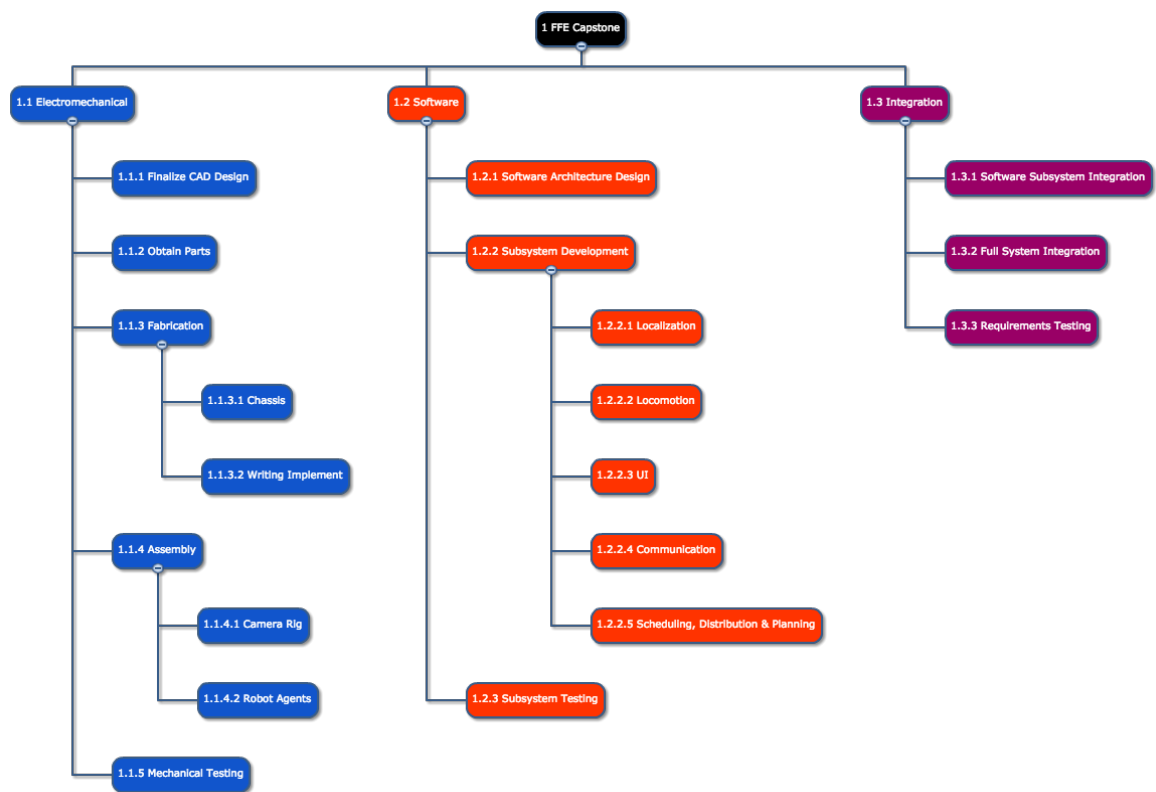 1 FFE Capstone
1.1 Electromechanical
1.1.1 Finalize CAD Design
1.1.2 Obtain Parts
1.1.3 Fabrication
1.1.3.1 Chassis
1.1.3.2 Writing Implement
1.1.4 Assembly
1.1.4.1 Camera Rig
1.1.4.2 Robot Agents
1.1.5 Mechanical Testing
1.2 Software
1.2.1 Software Architecture Design
1.2.2 Subsystem Development
1.2.2.1 Localization
1.2.2.2 Locomotion
1.2.2.3 UI
1.2.2.4 Communication
1.2.2.5 Scheduling, Distribution & Planning
1.2.3 Subsystem Testing
1.3 Integration
1.3.1 Software Subsystem Integration
1.3.2 Full System Integration
1.3.3 Requirements Testing